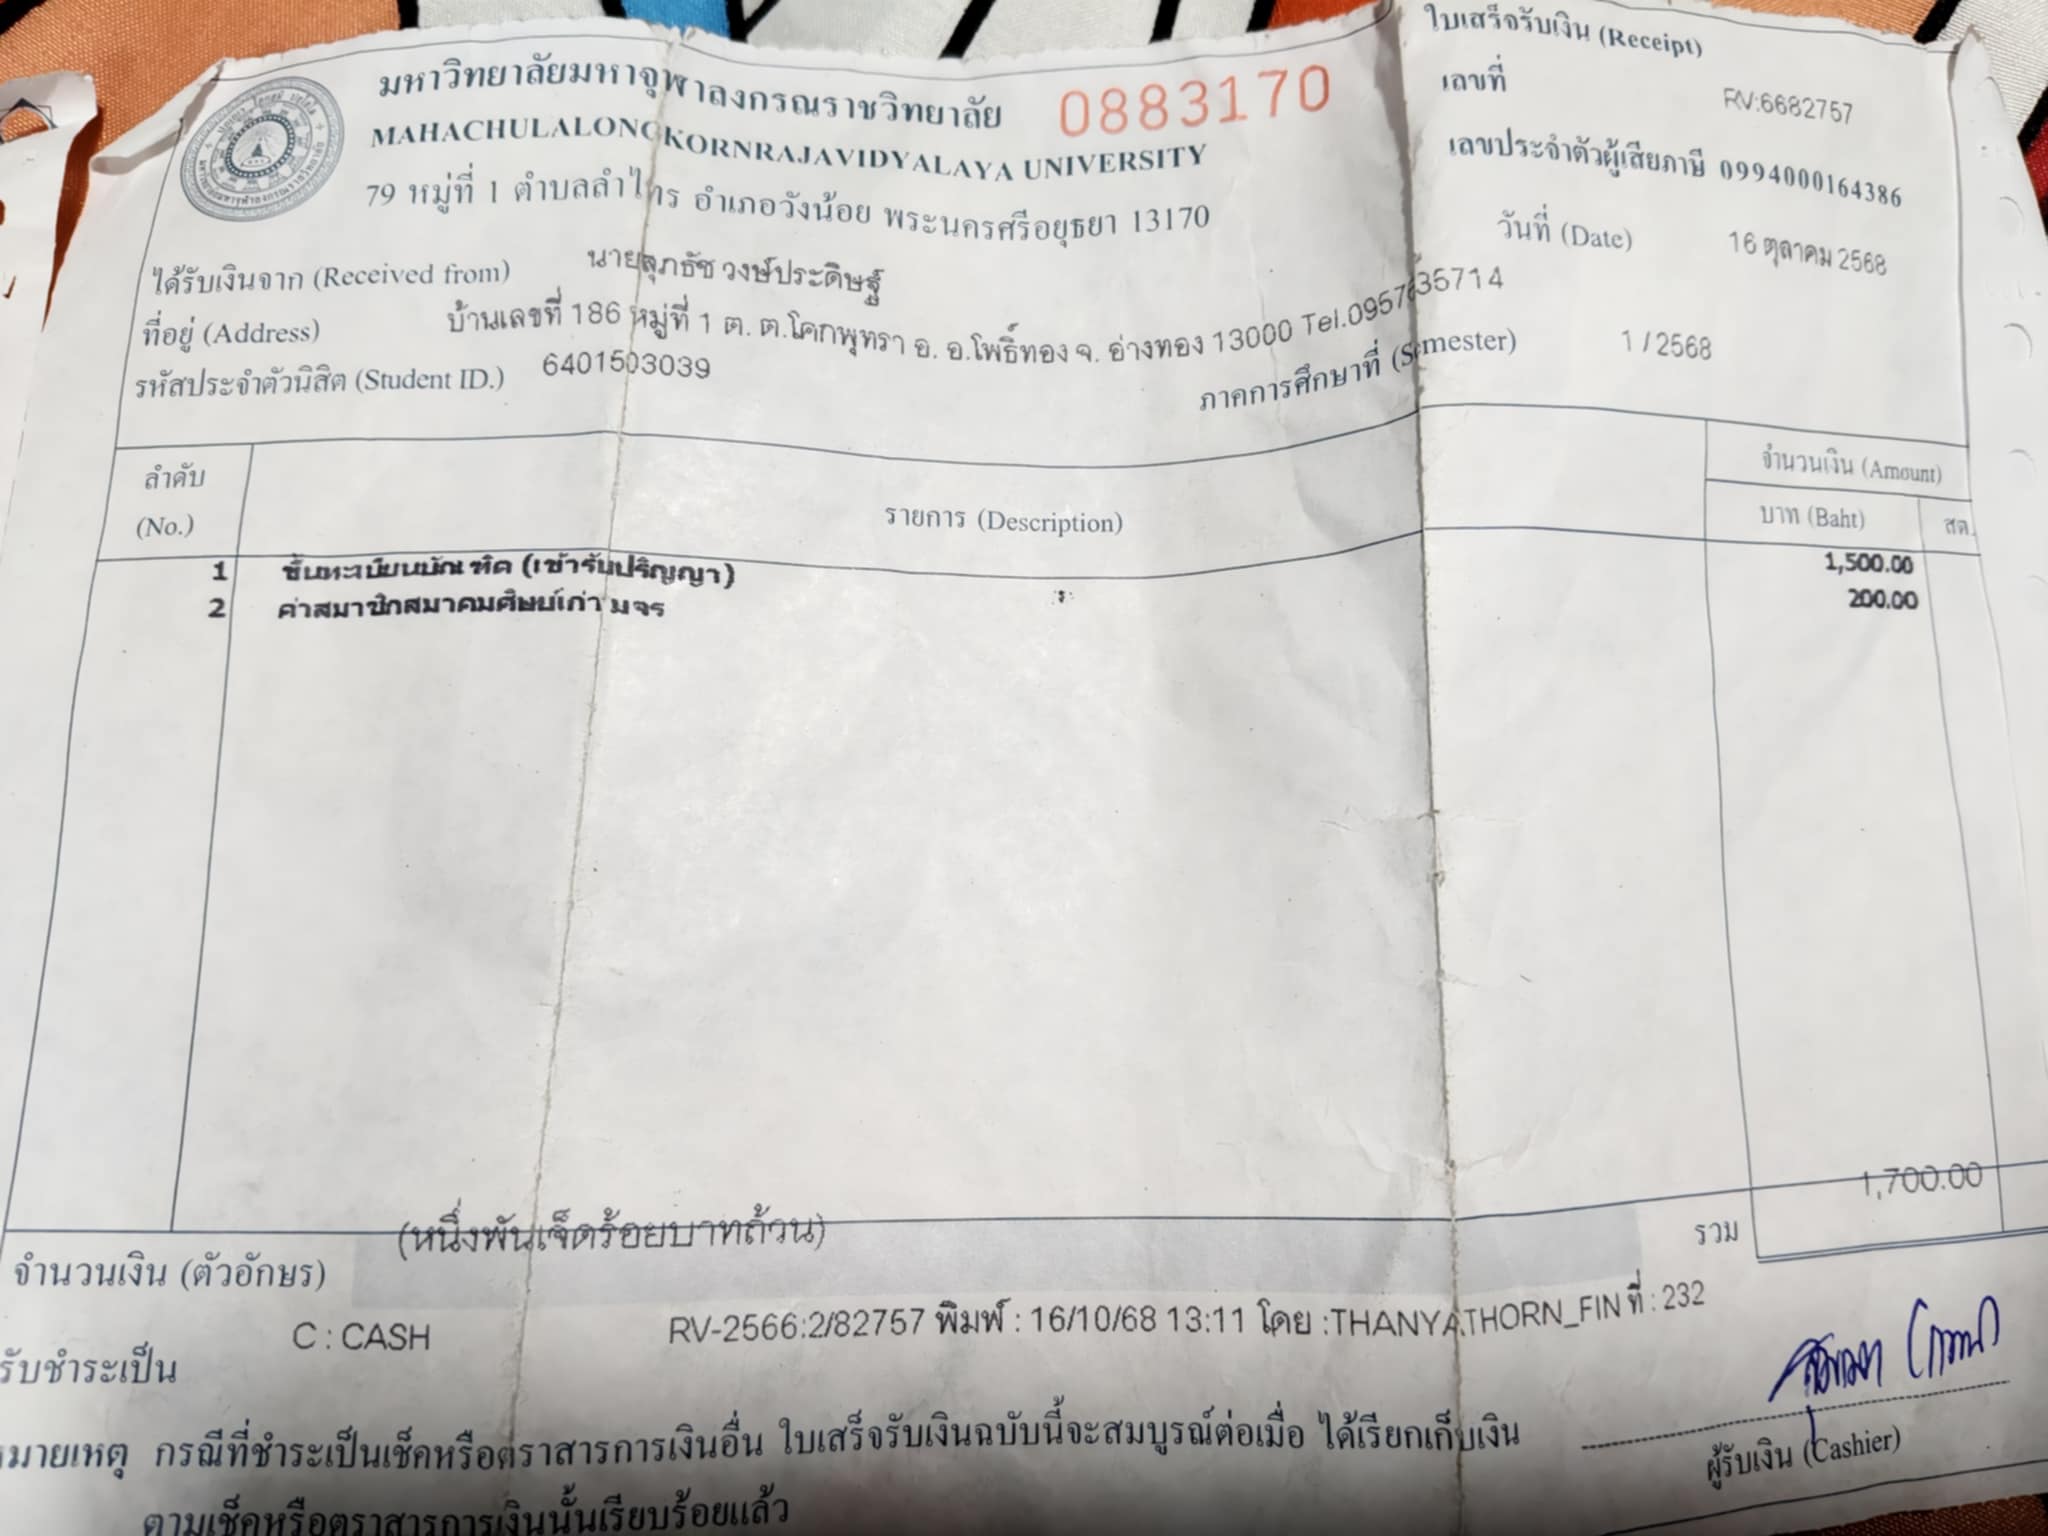 มหาวิทยาลัยมหาจุฬาลงกรณราชวิทยาลัย
MAHACHULALONGKORNRAJAVIDYALAYA UNIVERSITY
79 หมู่ที่ 1 ตำบลลำไทร อำเภอวังน้อย พระนครศรีอยุธยา 13170
0883170
ใบเสร็จรับเงิน (Receipt)
เลขที่ RV:6682757
เลขประจำตัวผู้เสียภาษี 0994000164386
วันที่ (Date) 16 ตุลาคม 2568
ได้รับเงินจาก (Received from) นายสุภธัช วงษ์ประดิษฐ์
ที่อยู่ (Address) บ้านเลขที่ 186 หมู่ที่ 1 ต. ต.โคกพุทรา อ. อ.โพธิ์ทอง จ. อ่างทอง 13000 Tel.
รหัสประจำตัวนิสิต (Student ID.) 6401503039
ภาคการศึกษาที่ (Semester) 1 / 2568
ลำดับ (No.) รายการ (Description) จำนวนเงิน (Amount)
บาท (Baht) สต.
1 ขึ้นทะเบียนบัณฑิต (เข้ารับปริญญา) 1,500.00
2 ค่าสมาชิกสมาคมศิษย์เก่า มจร 200.00
รวม 1,700.00
จำนวนเงิน (ตัวอักษร) (หนึ่งพันเจ็ดร้อยบาทถ้วน)
รับชำระเป็น C : CASH
RV-2566:2/82757 พิมพ์ : 16/10/68 13:11 โดย :THANYATHORN_FIN ที่ : 232
หมายเหตุ กรณีที่ชำระเป็นเช็คหรือตราสารการเงินอื่น ใบเสร็จรับเงินฉบับนี้จะสมบูรณ์ต่อเมื่อ ได้เรียกเก็บเงิน
ตามเช็คหรือตราสารการเงินนั้นเรียบร้อยแล้ว
ผู้รับเงิน (Cashier)